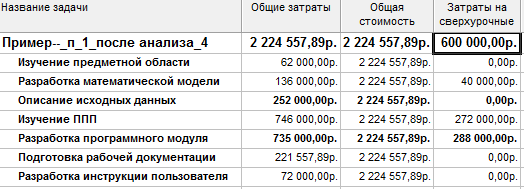 Название задачи Общие затраты Общая стоимость Затраты на сверхурочные
Пример--_п_1_после анализа_4 2 224 557,89р. 2 224 557,89р. 600 000,00р.
Изучение предметной области 62 000,00р. 2 224 557,89р. 0,00р.
Разработка математической модели 136 000,00р. 2 224 557,89р. 40 000,00р.
Описание исходных данных 252 000,00р. 2 224 557,89р. 0,00р.
Изучение ППП 746 000,00р. 2 224 557,89р. 272 000,00р.
Разработка программного модуля 735 000,00р. 2 224 557,89р. 288 000,00р.
Подготовка рабочей документации 221 557,89р. 2 224 557,89р. 0,00р.
Разработка инструкции пользователя 72 000,00р. 2 224 557,89р. 0,00р.